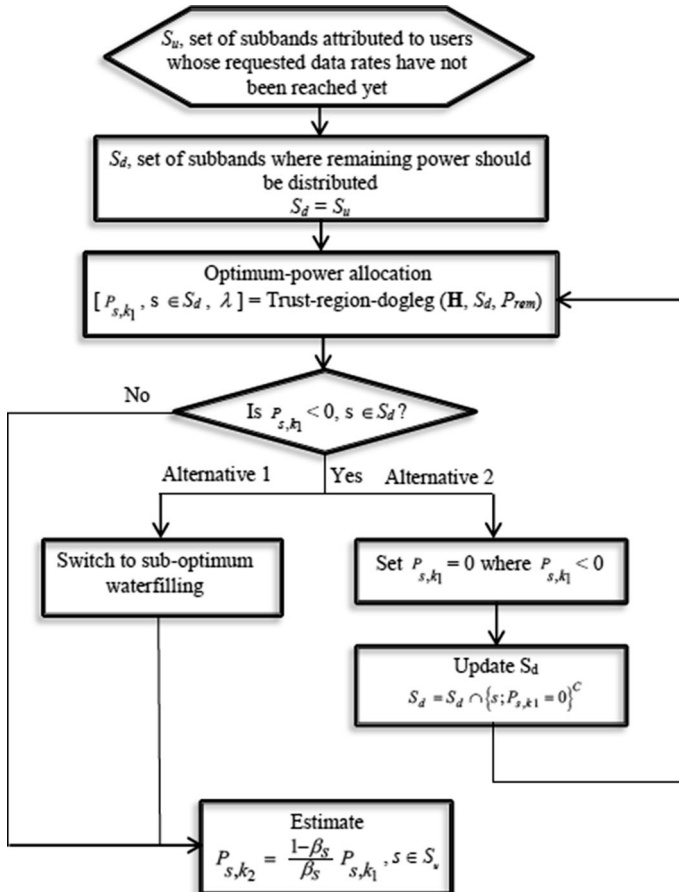 S_u, set of subbands attributed to users
whose requested data rates have not
been reached yet
S_d, set of subbands where remaining power should
be distributed
S_d = S_u
Optimum-power allocation
[ P_{s,k_1}, s ∈ S_d , λ ] = Trust-region-dogleg (H, S_d, P_{rem})
No
Is P_{s,k_1} < 0, s ∈ S_d ?
Alternative 1
Yes
Alternative 2
Switch to sub-optimum
waterfilling
Set P_{s,k_1} = 0 where P_{s,k_1} < 0
Update S_d
S_d = S_d ∩ {s; P_{s,k1} = 0}^C
Estimate
P_{s,k_2} = \frac{1-β_s}{β_s} P_{s,k_1}, s ∈ S_u